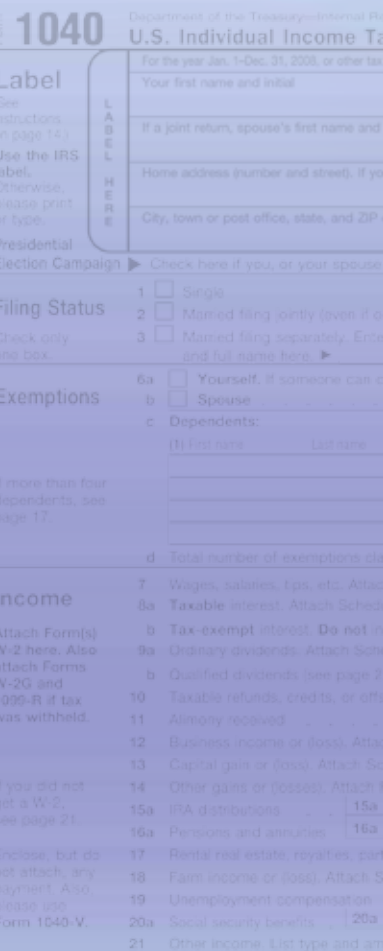 1040
Department of the Treasury—Internal Re
U.S. Individual Income Ta
For the year Jan. 1–Dec. 31, 2008, or other tax
Label
Your first name and initial
See
instructions
on page 14.)
LABEL HERE
If a joint return, spouse's first name and
Use the IRS
label.
Otherwise,
please print
or type.
Home address (number and street). If yo
City, town or post office, state, and ZIP
Presidential
Election Campaign ▶ Check here if you, or your spouse
Filing Status
Check only
one box.
1 Single
2 Married filing jointly (even if o
3 Married filing separately. Ente
and full name here. ▶
Exemptions
6a Yourself. If someone can c
b Spouse
c Dependents:
(1) First name Last name
If more than four
dependents, see
page 17.
d Total number of exemptions cla
Income
Attach Form(s)
W-2 here. Also
attach Forms
W-2G and
1099-R if tax
was withheld.
7 Wages, salaries, tips, etc. Attac
8a Taxable interest. Attach Sched
b Tax-exempt interest. Do not in
9a Ordinary dividends. Attach Sche
b Qualified dividends (see page 2
10 Taxable refunds, credits, or offs
11 Alimony received
12 Business income or (loss). Atta
13 Capital gain or (loss). Attach Sc
If you did not
get a W-2,
see page 21.
14 Other gains or (losses). Attach
15a IRA distributions 15a
16a Pensions and annuities 16a
Enclose, but do
not attach, any
payment. Also,
please use
Form 1040-V.
17 Rental real estate, royalties, part
18 Farm income or (loss). Attach S
19 Unemployment compensation
20a Social security benefits 20a
21 Other income. List type and am